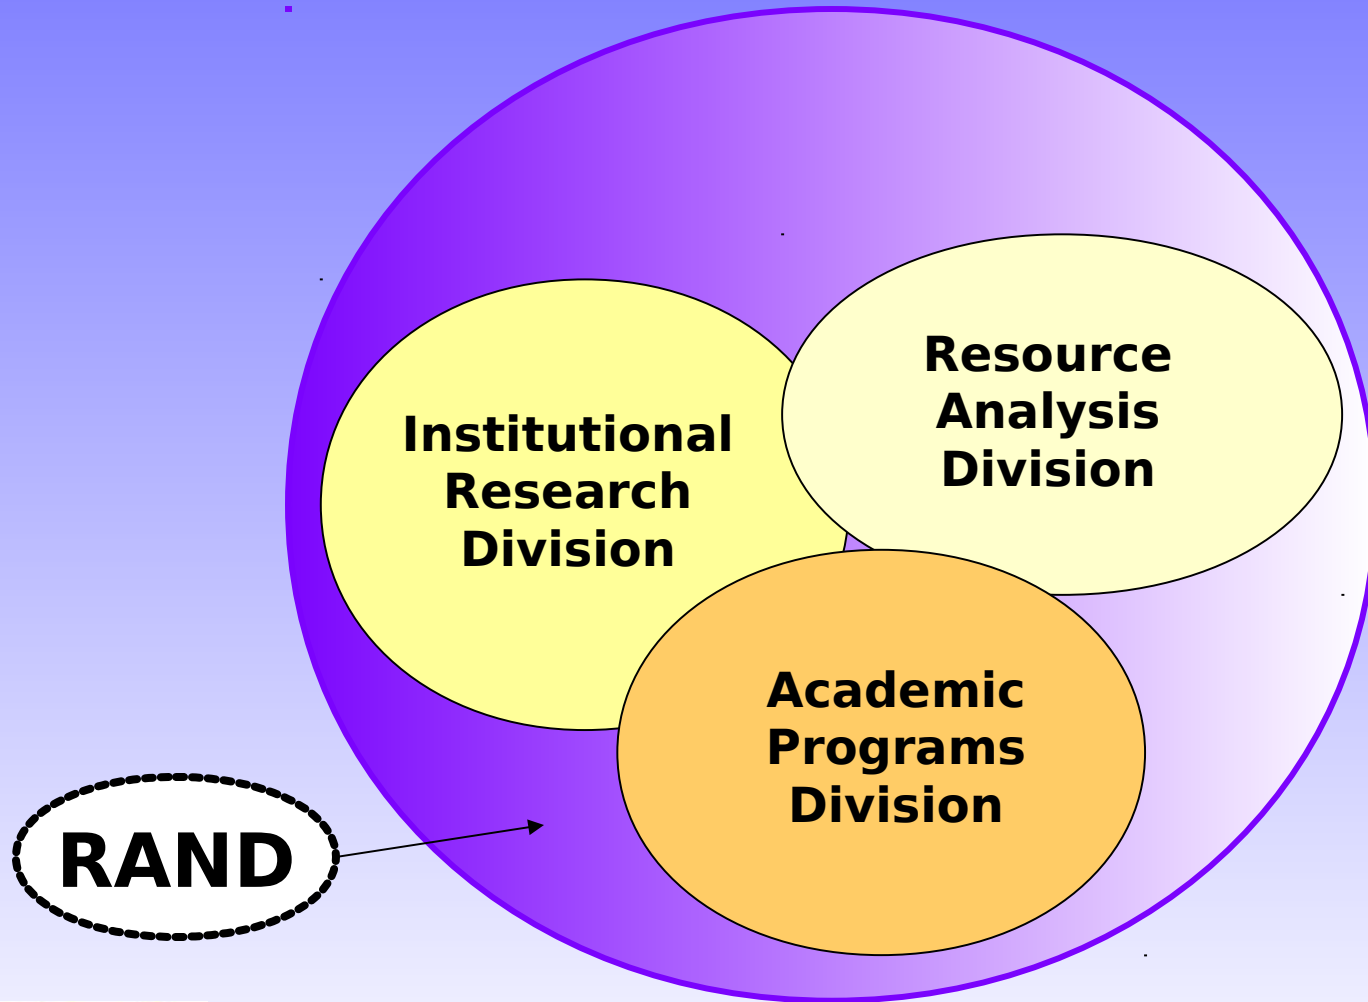 Resource
Analysis
Division
Institutional
Research
Division
Academic
Programs
Division
RAND